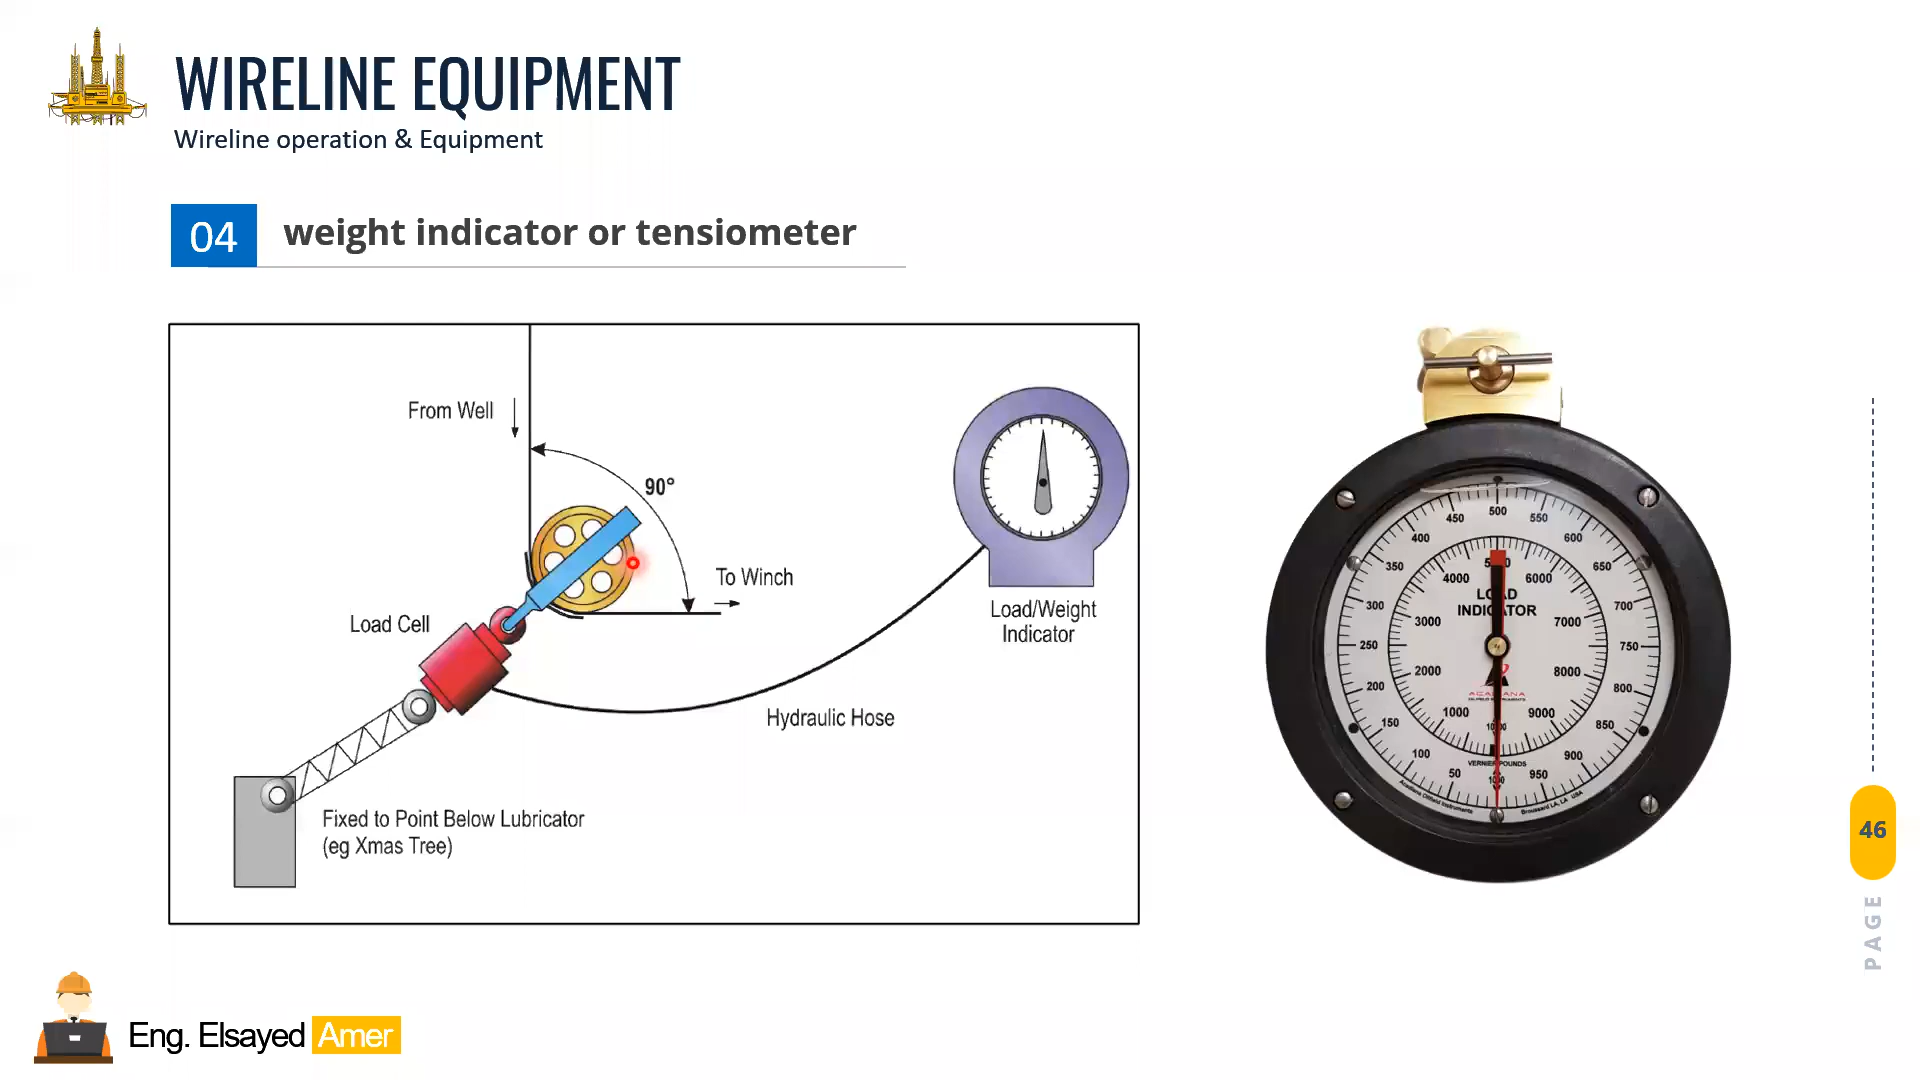 WIRELINE EQUIPMENT
Wireline operation & Equipment
04
weight indicator or tensiometer
From Well
90°
To Winch
Load Cell
Load/Weight
Indicator
Hydraulic Hose
Fixed to Point Below Lubricator
(eg Xmas Tree)
500
450
550
400
600
350
650
300
700
250
750
200
800
150
850
100
900
50
950
4000
6000
3000
7000
2000
8000
1000
9000
LOAD
INDICATOR
ACADIANA
VERNIER POUNDS
Acadiana Oilfield Instruments
Broussard LA, USA
46
PAGE
Eng. Elsayed Amer